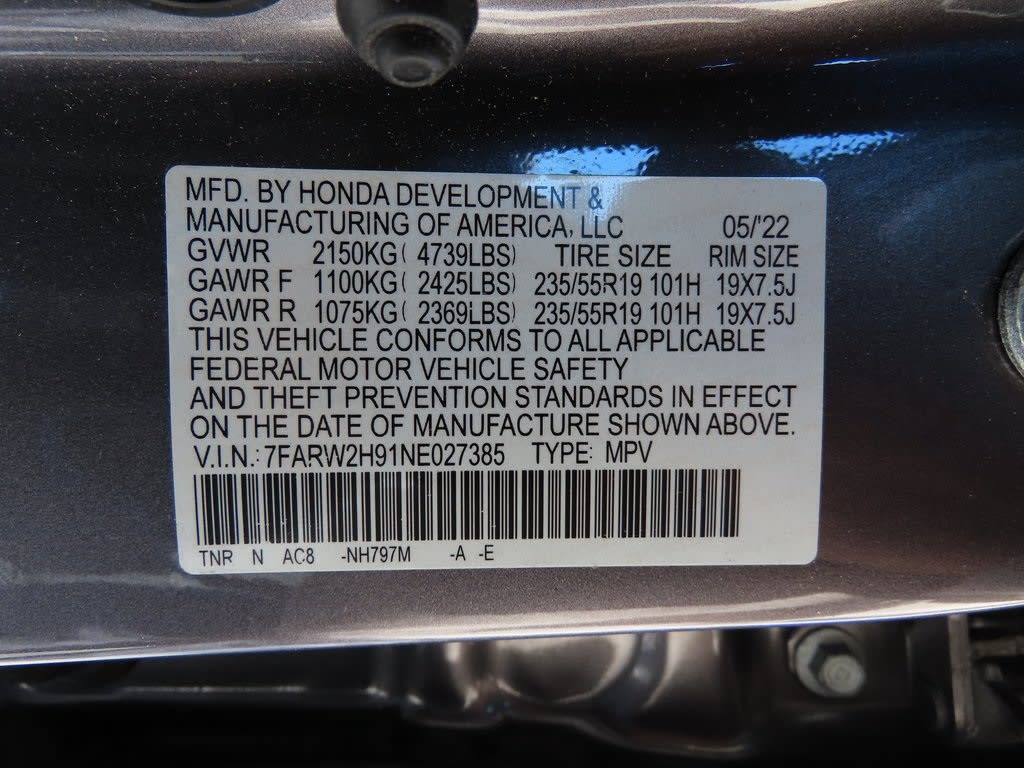 MFD. BY HONDA DEVELOPMENT &
MANUFACTURING OF AMERICA, LLC 05/'22
GVWR 2150KG( 4739LBS) TIRE SIZE RIM SIZE
GAWR F 1100KG( 2425LBS) 235/55R19 101H 19X7.5J
GAWR R 1075KG( 2369LBS) 235/55R19 101H 19X7.5J
THIS VEHICLE CONFORMS TO ALL APPLICABLE
FEDERAL MOTOR VEHICLE SAFETY
AND THEFT PREVENTION STANDARDS IN EFFECT
ON THE DATE OF MANUFACTURE SHOWN ABOVE.
V.I.N.: 7FARW2H91NE027385 TYPE: MPV
TNR N AC8 -NH797M -A -E